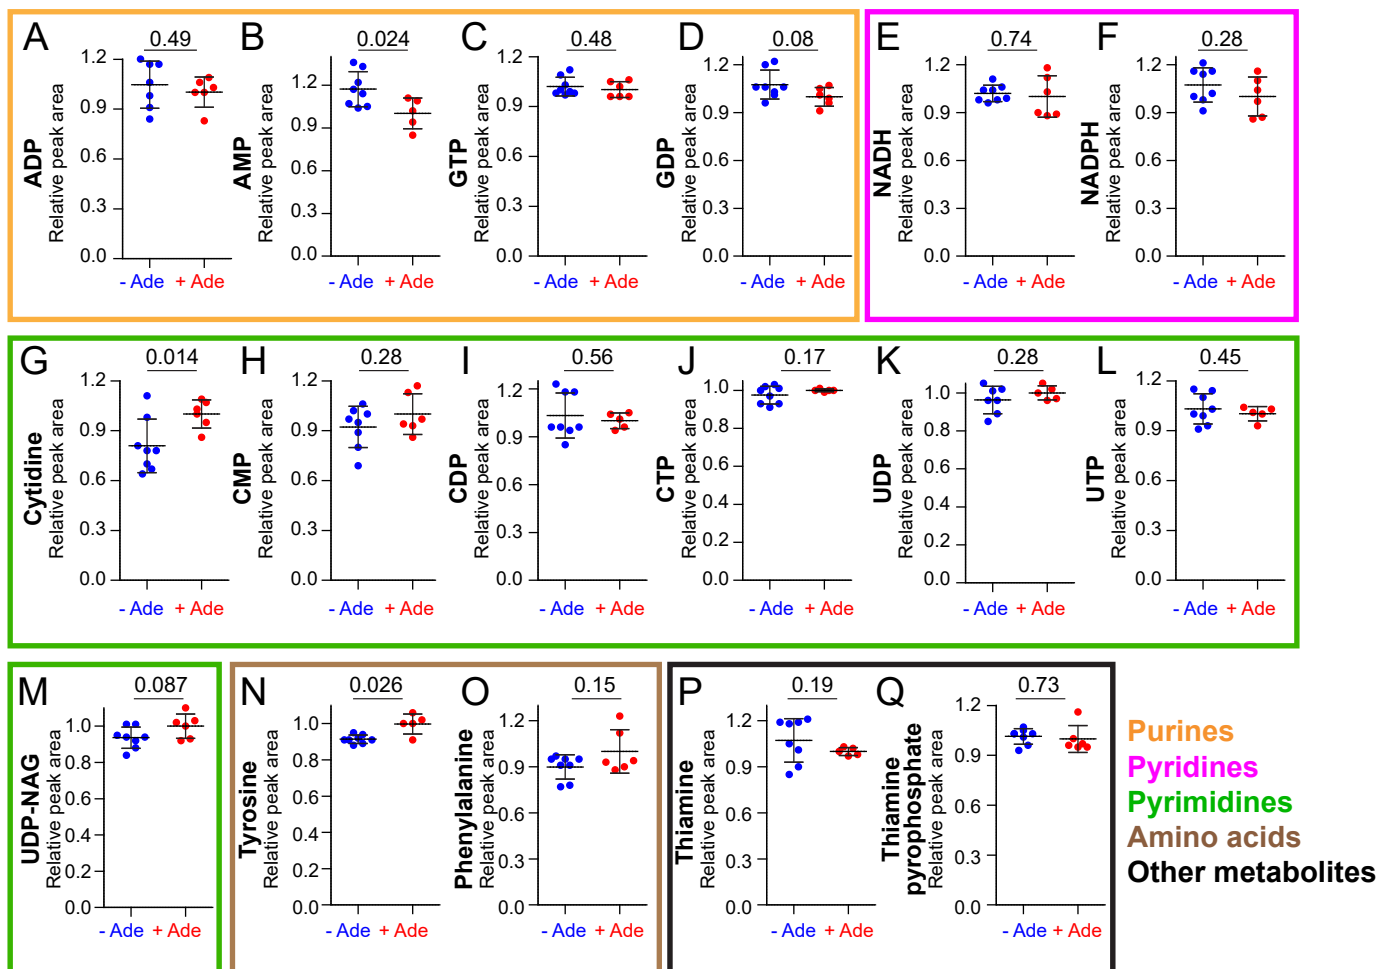 A
0.49
ADP
Relative peak area
1.2
0.9
0.6
0.3
0.0
- Ade + Ade
B
0.024
AMP
Relative peak area
1.2
0.9
0.6
0.3
0.0
- Ade + Ade
C
0.48
GTP
Relative peak area
1.2
0.9
0.6
0.3
0.0
- Ade + Ade
D
0.08
GDP
Relative peak area
1.2
0.9
0.6
0.3
0.0
- Ade + Ade
E
0.74
NADH
Relative peak area
1.2
0.9
0.6
0.3
0.0
- Ade + Ade
F
0.28
NADPH
Relative peak area
1.2
0.9
0.6
0.3
0.0
- Ade + Ade
G
0.014
Cytidine
Relative peak area
1.2
0.9
0.6
0.3
0.0
- Ade + Ade
H
0.28
CMP
Relative peak area
1.2
0.9
0.6
0.3
0.0
- Ade + Ade
I
0.56
CDP
Relative peak area
1.2
0.9
0.6
0.3
0.0
- Ade + Ade
J
0.17
CTP
Relative peak area
1.0
0.8
0.6
0.4
0.2
0.0
- Ade + Ade
K
0.28
UDP
Relative peak area
1.0
0.8
0.6
0.4
0.2
0.0
- Ade + Ade
L
0.45
UTP
Relative peak area
1.2
0.9
0.6
0.3
0.0
- Ade + Ade
M
0.087
UDP-NAG
Relative peak area
1.0
0.8
0.6
0.4
0.2
0.0
- Ade + Ade
N
0.026
Tyrosine
Relative peak area
1.0
0.8
0.6
0.4
0.2
0.0
- Ade + Ade
O
0.15
Phenylalanine
Relative peak area
1.2
0.9
0.6
0.3
0.0
- Ade + Ade
P
0.19
Thiamine
Relative peak area
1.2
0.9
0.6
0.3
0.0
- Ade + Ade
Q
0.73
Thiamine
pyrophosphate
Relative peak area
1.2
0.9
0.6
0.3
0.0
- Ade + Ade
Purines
Pyridines
Pyrimidines
Amino acids
Other metabolites